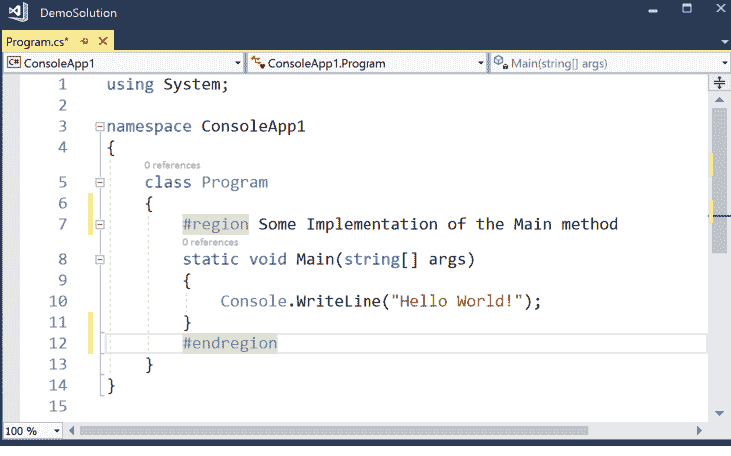 DemoSolution
Program.cs*
ConsoleApp1 ConsoleApp1.Program Main(string[] args)
1 using System;
2
3 namespace ConsoleApp1
4 {
0 references
5 class Program
6 {
7 #region Some Implementation of the Main method
0 references
8 static void Main(string[] args)
9 {
10 Console.WriteLine("Hello World!");
11 }
12 #endregion
13 }
14 }
15
100 %